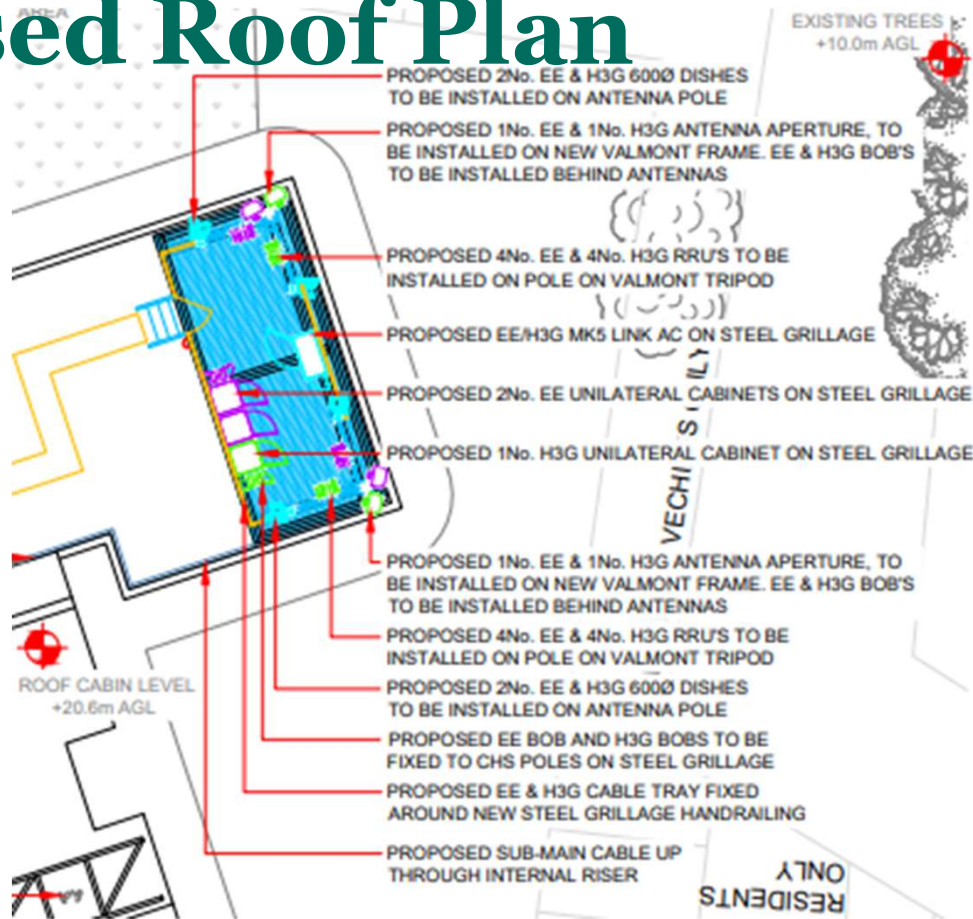 AREA
sed Roof Plan
EXISTING TREES
+10.0m AGL
PROPOSED 2No. EE & H3G 600Ø DISHES
TO BE INSTALLED ON ANTENNA POLE
PROPOSED 1No. EE & 1No. H3G ANTENNA APERTURE, TO
BE INSTALLED ON NEW VALMONT FRAME. EE & H3G BOB'S
TO BE INSTALLED BEHIND ANTENNAS
PROPOSED 4No. EE & 4No. H3G RRU'S TO BE
INSTALLED ON POLE ON VALMONT TRIPOD
PROPOSED EE/H3G MK5 LINK AC ON STEEL GRILLAGE
PROPOSED 2No. EE UNILATERAL CABINETS ON STEEL GRILLAGE
PROPOSED 1No. H3G UNILATERAL CABINET ON STEEL GRILLAGE
PROPOSED 1No. EE & 1No. H3G ANTENNA APERTURE, TO
BE INSTALLED ON NEW VALMONT FRAME. EE & H3G BOB'S
TO BE INSTALLED BEHIND ANTENNAS
PROPOSED 4No. EE & 4No. H3G RRU'S TO BE
INSTALLED ON POLE ON VALMONT TRIPOD
PROPOSED 2No. EE & H3G 600Ø DISHES
TO BE INSTALLED ON ANTENNA POLE
PROPOSED EE BOB AND H3G BOBS TO BE
FIXED TO CHS POLES ON STEEL GRILLAGE
PROPOSED EE & H3G CABLE TRAY FIXED
AROUND NEW STEEL GRILLAGE HANDRAILING
PROPOSED SUB-MAIN CABLE UP
THROUGH INTERNAL RISER
ROOF CABIN LEVEL
+20.6m AGL
RESIDENTS
ONLY